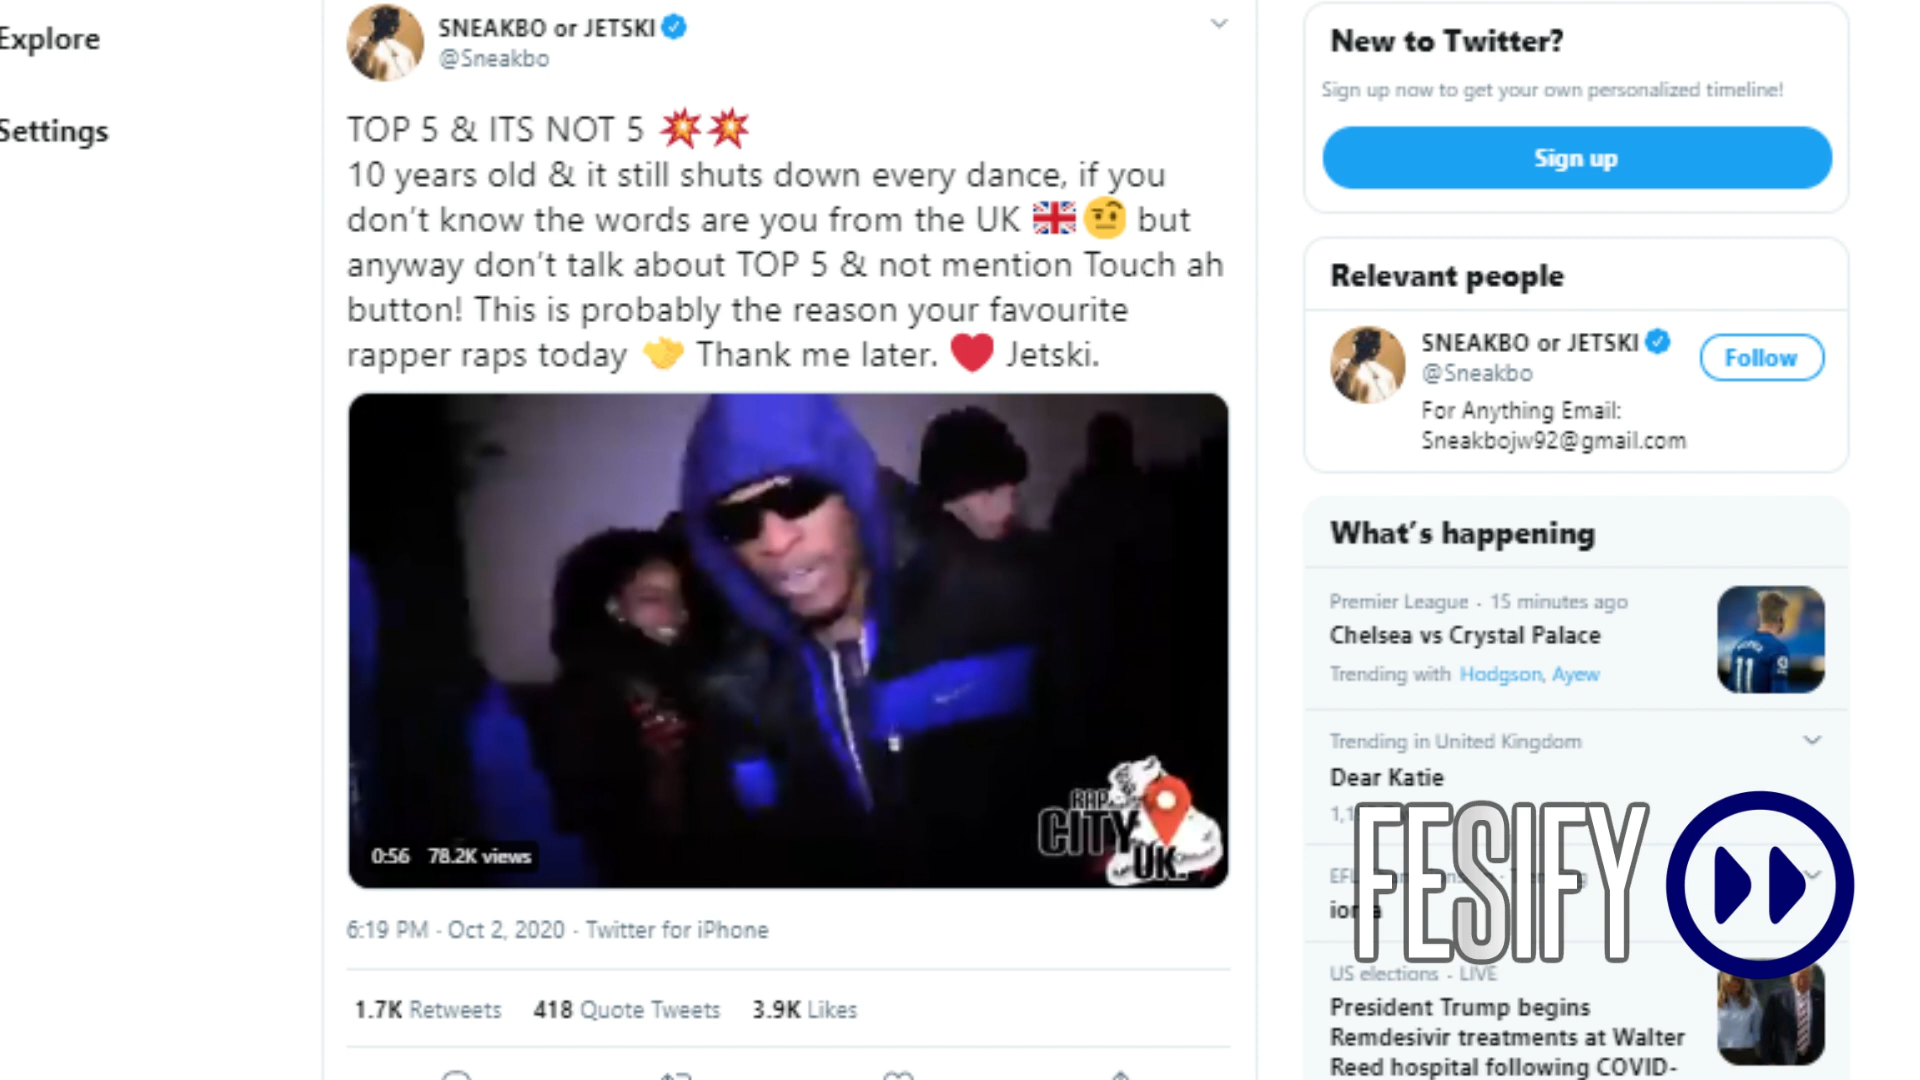 Explore
Settings
SNEAKBO or JETSKI
@Sneakbo
TOP 5 & ITS NOT 5 💥💥
10 years old & it still shuts down every dance, if you
don't know the words are you from the UK 🇬🇧🤨 but
anyway don't talk about TOP 5 & not mention Touch ah
button! This is probably the reason your favourite
rapper raps today 🤝 Thank me later. ❤️ Jetski.
RAP
CITY
UK.
0:56 78.2K views
6:19 PM · Oct 2, 2020 · Twitter for iPhone
1.7K Retweets 418 Quote Tweets 3.9K Likes
New to Twitter?
Sign up now to get your own personalized timeline!
Sign up
Relevant people
SNEAKBO or JETSKI
@Sneakbo
Follow
For Anything Email:
Sneakbojw92@gmail.com
What's happening
Premier League · 15 minutes ago
Chelsea vs Crystal Palace
11
Trending with Hodgson, Ayew
Trending in United Kingdom
Dear Katie
FESIFY
US elections · LIVE
President Trump begins
Remdesivir treatments at Walter
Reed hospital following COVID-